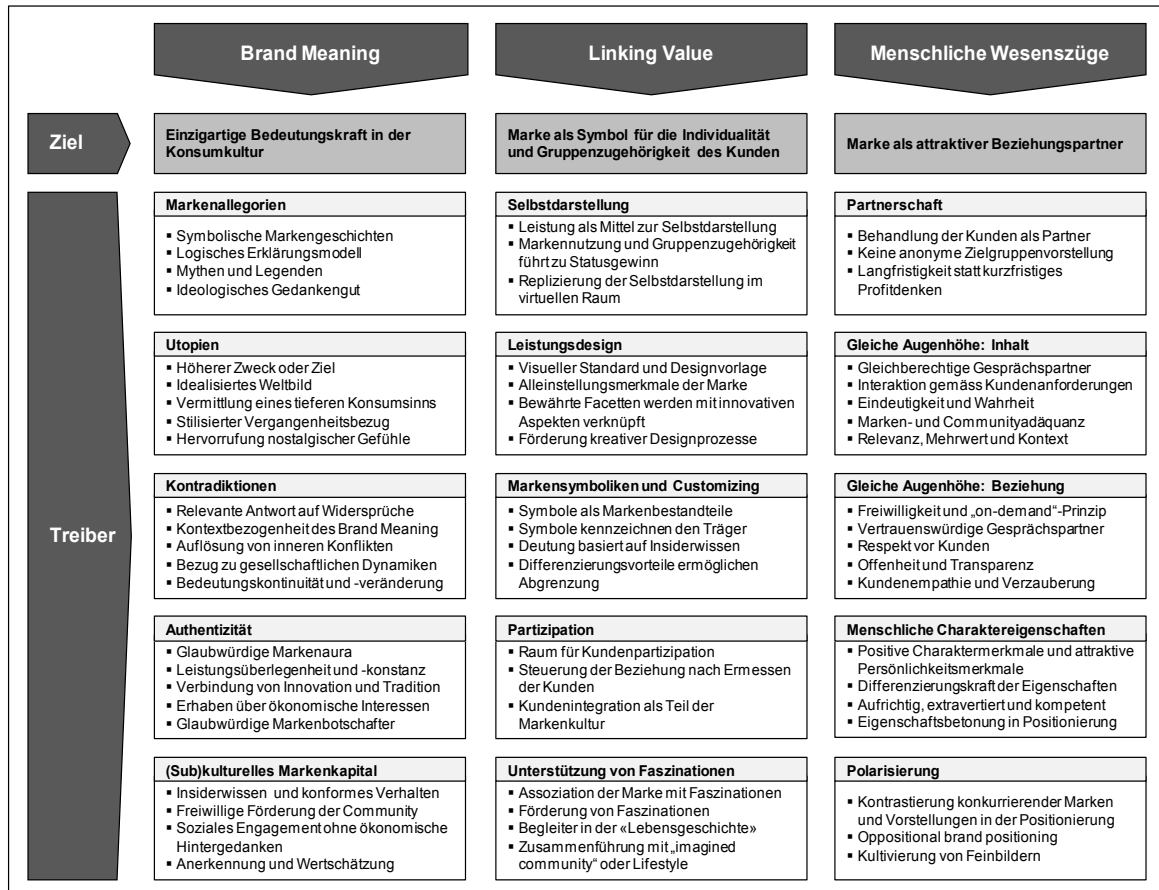 Brand Meaning
Linking Value
Menschliche Wesenszüge
Ziel
Einzigartige Bedeutungskraft in der
Konsumkultur
Marke als Symbol für die Individualität
und Gruppenzugehörigkeit des Kunden
Marke als attraktiver Beziehungspartner
Treiber
Markenallegorien
▪ Symbolische Markengeschichten
▪ Logisches Erklärungsmodell
▪ Mythen und Legenden
▪ Ideologisches Gedankengut
Selbstdarstellung
▪ Leistung als Mittel zur Selbstdarstellung
▪ Markennutzung und Gruppenzugehörigkeit
führt zu Statusgewinn
▪ Replizierung der Selbstdarstellung im
virtuellen Raum
Partnerschaft
▪ Behandlung der Kunden als Partner
▪ Keine anonyme Zielgruppenvorstellung
▪ Langfristigkeit statt kurzfristiges
Profitdenken
Utopien
▪ Höherer Zweck oder Ziel
▪ Idealisiertes Weltbild
▪ Vermittlung eines tieferen Konsumsinns
▪ Stilisierter Vergangenheitsbezug
▪ Hervorrufung nostalgischer Gefühle
Leistungsdesign
▪ Visueller Standard und Designvorlage
▪ Alleinstellungsmerkmale der Marke
▪ Bewährte Facetten werden mit innovativen
Aspekten verknüpft
▪ Förderung kreativer Designprozesse
Gleiche Augenhöhe: Inhalt
▪ Gleichberechtige Gesprächspartner
▪ Interaktion gemäss Kundenanforderungen
▪ Eindeutigkeit und Wahrheit
▪ Marken- und Communityadäquanz
▪ Relevanz, Mehrwert und Kontext
Kontradiktionen
▪ Relevante Antwort auf Widersprüche
▪ Kontextbezogenheit des Brand Meaning
▪ Auflösung von inneren Konflikten
▪ Bezug zu gesellschaftlichen Dynamiken
▪ Bedeutungskontinuität und -veränderung
Markensymboliken und Customizing
▪ Symbole als Markenbestandteile
▪ Symbole kennzeichnen den Träger
▪ Deutung basiert auf Insiderwissen
▪ Differenzierungsvorteile ermöglichen
Abgrenzung
Gleiche Augenhöhe: Beziehung
▪ Freiwilligkeit und „on-demand“-Prinzip
▪ Vertrauenswürdige Gesprächspartner
▪ Respekt vor Kunden
▪ Offenheit und Transparenz
▪ Kundenempathie und Verzauberung
Authentizität
▪ Glaubwürdige Markenaura
▪ Leistungsüberlegenheit und -konstanz
▪ Verbindung von Innovation und Tradition
▪ Erhaben über ökonomische Interessen
▪ Glaubwürdige Markenbotschafter
Partizipation
▪ Raum für Kundenpartizipation
▪ Steuerung der Beziehung nach Ermessen
der Kunden
▪ Kundenintegration als Teil der
Markenkultur
Menschliche Charaktereigenschaften
▪ Positive Charaktermerkmale und attraktive
Persönlichkeitsmerkmale
▪ Differenzierungskraft der Eigenschaften
▪ Aufrichtig, extravertiert und kompetent
▪ Eigenschaftsbetonung in Positionierung
(Sub)kulturelles Markenkapital
▪ Insiderwissen und konformes Verhalten
▪ Freiwillige Förderung der Community
▪ Soziales Engagement ohne ökonomische
Hintergedanken
▪ Anerkennung und Wertschätzung
Unterstützung von Faszinationen
▪ Assoziation der Marke mit Faszinationen
▪ Förderung von Faszinationen
▪ Begleiter in der «Lebensgeschichte»
▪ Zusammenführung mit „imagined
community“ oder Lifestyle
Polarisierung
▪ Kontrastierung konkurrierender Marken
und Vorstellungen in der Positionierung
▪ Oppositional brand positioning
▪ Kultivierung von Feinbildern